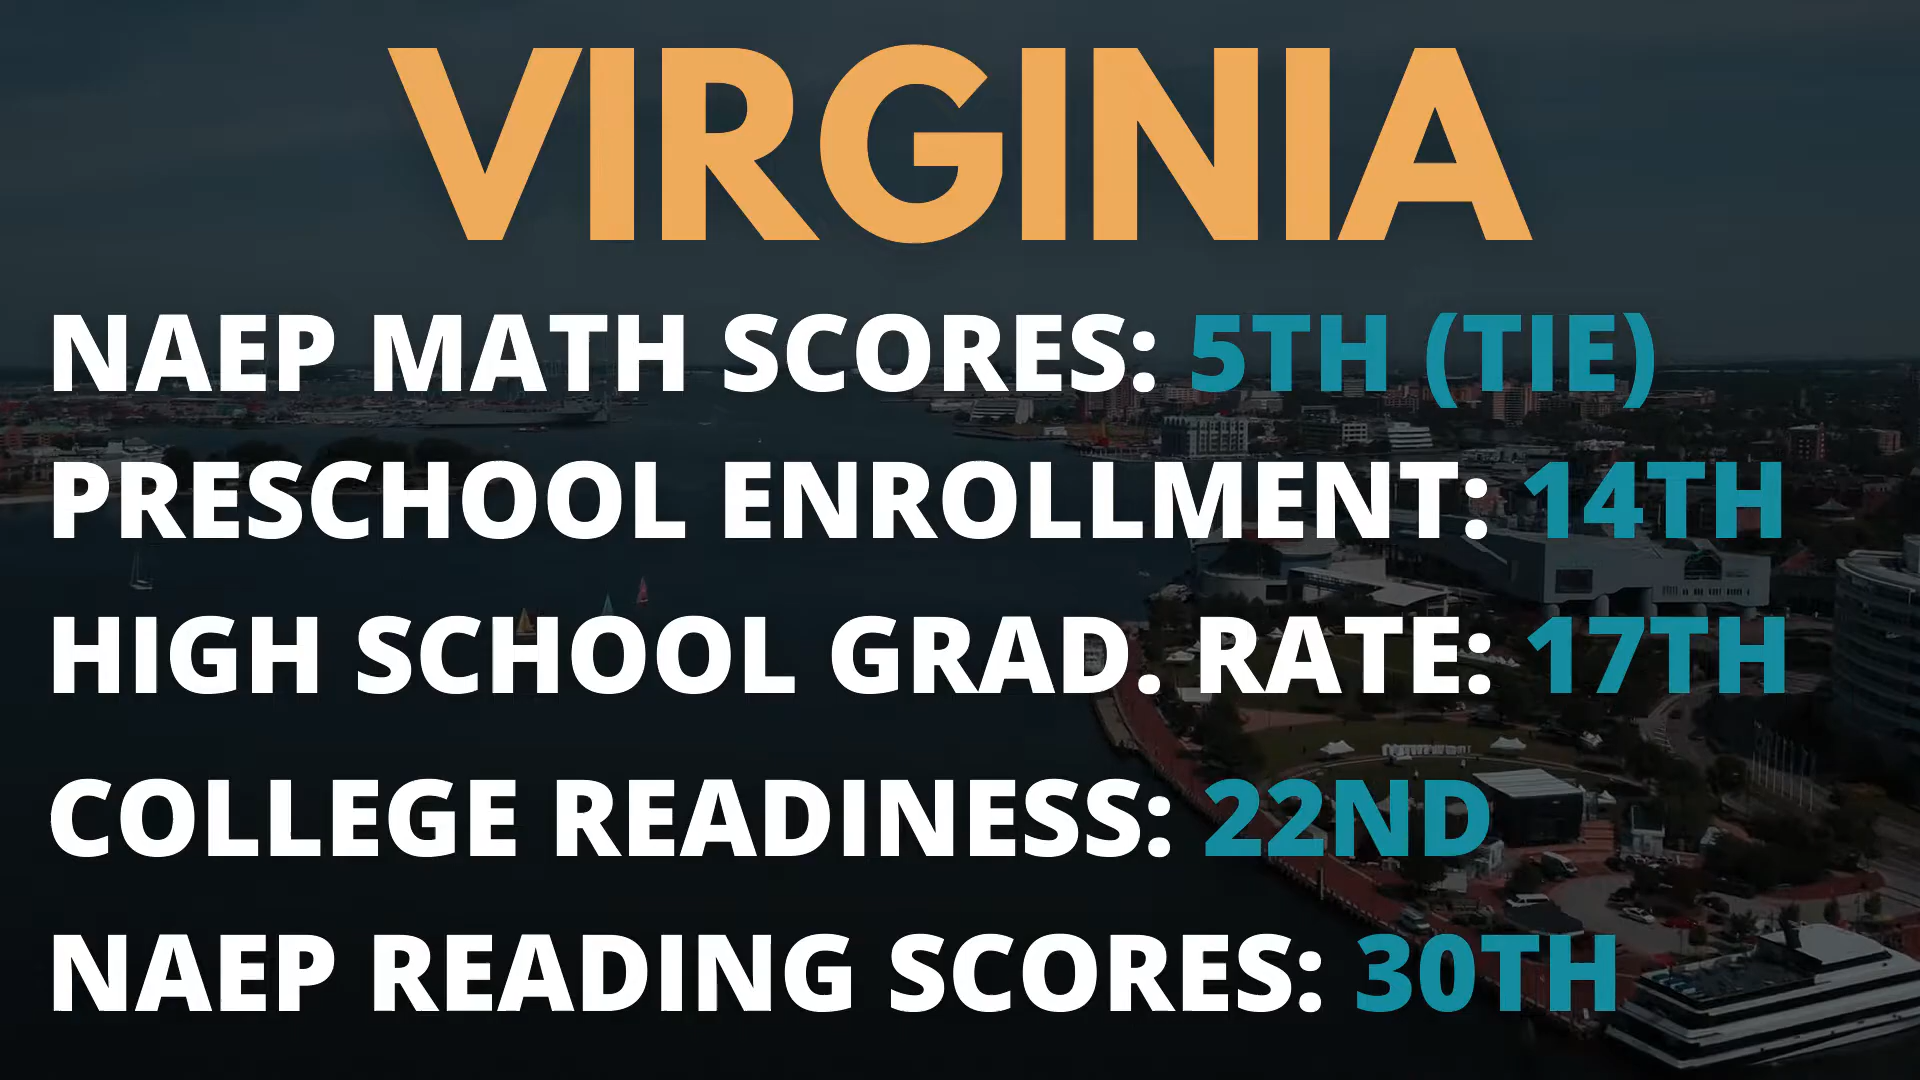 VIRGINIA
NAEP MATH SCORES: 5TH (TIE)
PRESCHOOL ENROLLMENT: 14TH
HIGH SCHOOL GRAD. RATE: 17TH
COLLEGE READINESS: 22ND
NAEP READING SCORES: 30TH